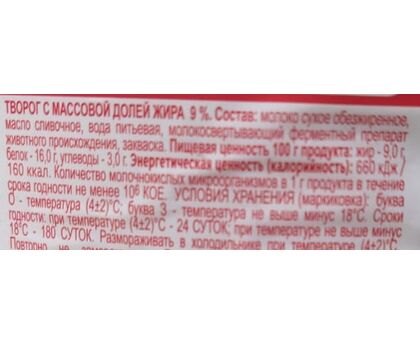 ТВОРОГ С МАССОВОЙ ДОЛЕЙ ЖИРА 9 %. Состав: молоко сухое обезжиренное,
масло сливочное, вода питьевая, молокосвертывающий ферментный препарат
животного происхождения, закваска. Пищевая ценность 100 г продукта: жир - 9,0 г,
белок - 16,0 г, углеводы - 3,0 г. Энергетическая ценность (калорийность): 660 кДж /
160 ккал. Количество молочнокислых микроорганизмов в 1 г продукта в течение
срока годности не менее 10⁶ КОЕ. УСЛОВИЯ ХРАНЕНИЯ (маркиковка): буква
О - температура (4±2)°С; буква З - температура не выше минус 18°С. Сроки
годности: при температуре (4±2)°С - 24 СУТОК; при температуре не выше минус
18°С - 180 СУТОК. Размораживать в холодильнике при температуре (4±2)°С.
Повторно не